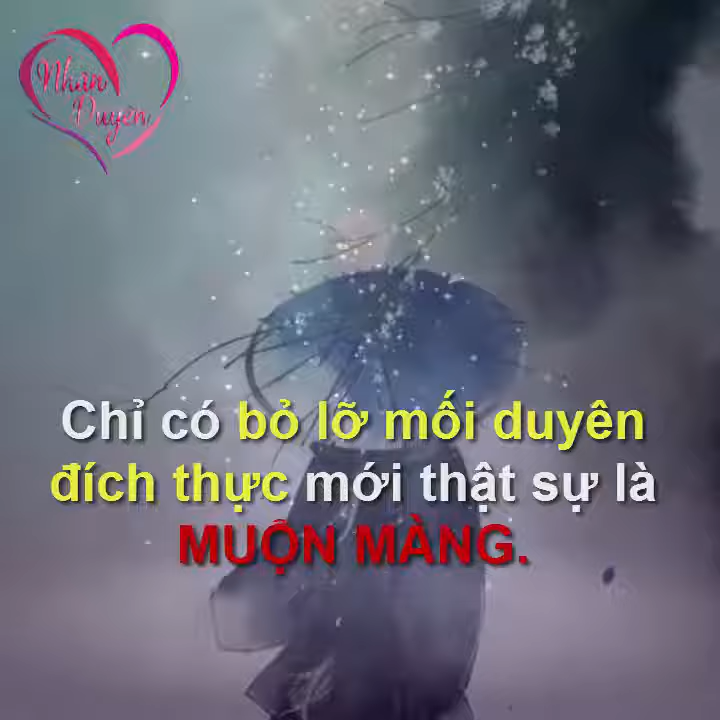 Nhân
Duyên
Chỉ có bỏ lỡ mối duyên
đích thực mới thật sự là
MUỘN MÀNG.